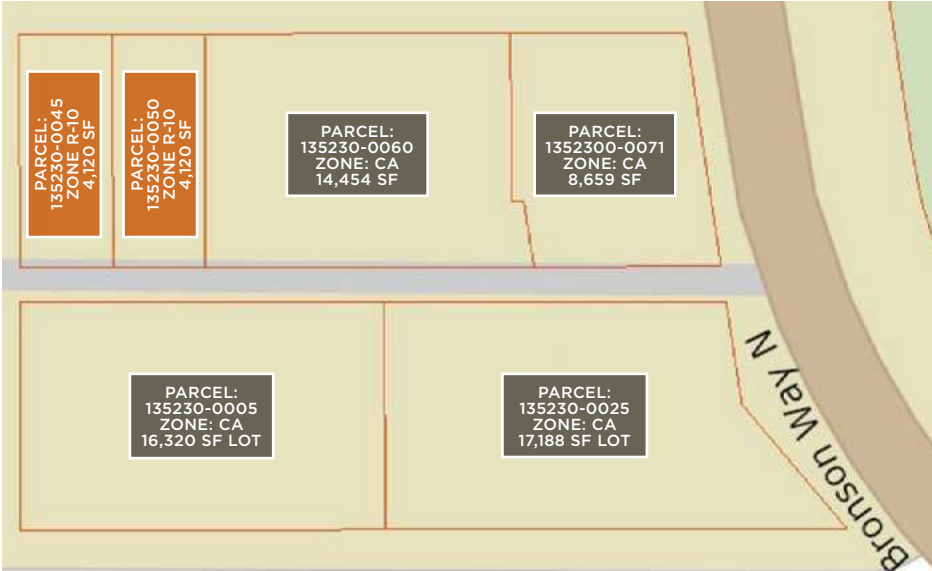 PARCEL:
135230-0045
ZONE R-10
4,120 SF
PARCEL:
135230-0050
ZONE R-10
4,120 SF
PARCEL:
135230-0060
ZONE: CA
14,454 SF
PARCEL:
1352300-0071
ZONE: CA
8,659 SF
PARCEL:
135230-0005
ZONE: CA
16,320 SF LOT
PARCEL:
135230-0025
ZONE: CA
17,188 SF LOT
Bronson Way N